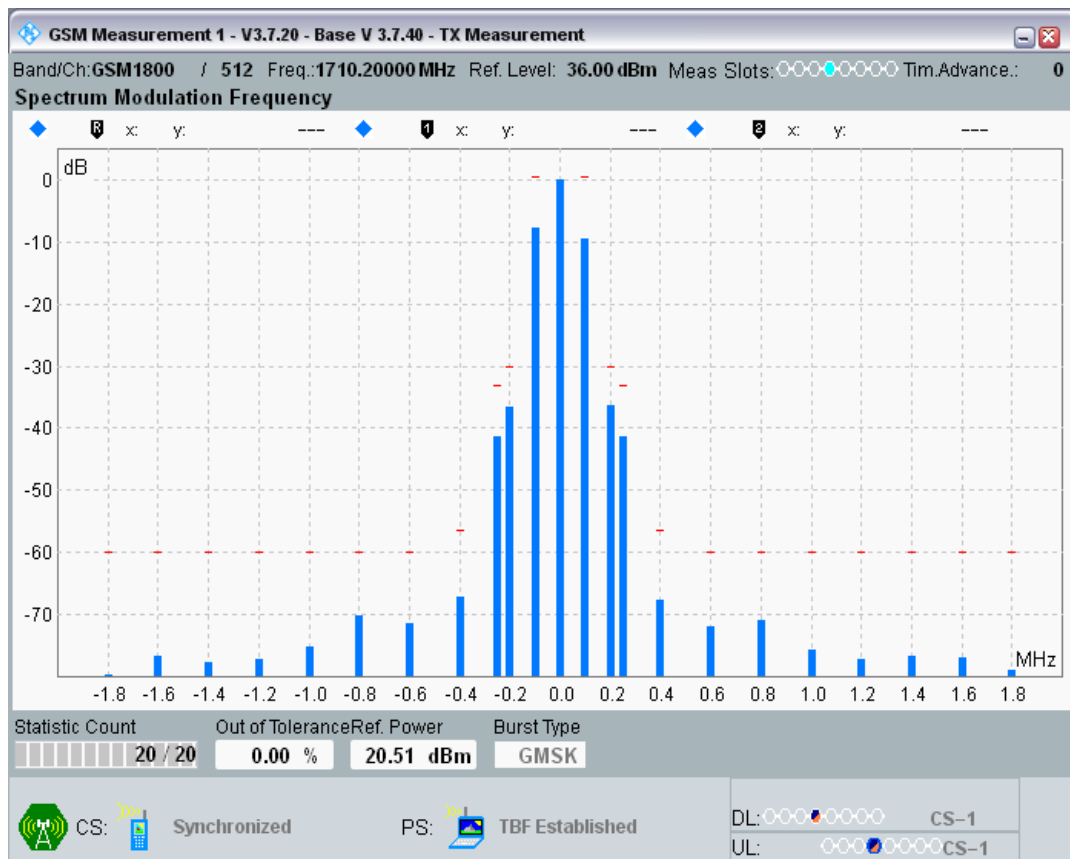 GSM Measurement 1 - V3.7.20 - Base V 3.7.40 - TX Measurement
Band/Ch:GSM1800 / 512 Freq.:1710.20000 MHz Ref. Level: 36.00 dBm Meas Slots: Tim.Advance.: 0
Spectrum Modulation Frequency
R x: y: --- 1 x: y: --- 2 x: y: ---
dB
0
-10
-20
-30
-40
-50
-60
-70
MHz
-1.8 -1.6 -1.4 -1.2 -1.0 -0.8 -0.6 -0.4 -0.2 0.0 0.2 0.4 0.6 0.8 1.0 1.2 1.4 1.6 1.8
Statistic Count Out of Tolerance Ref. Power Burst Type
20 / 20 0.00 % 20.51 dBm GMSK
CS: Synchronized PS: TBF Established
DL: CS-1
UL: CS-1